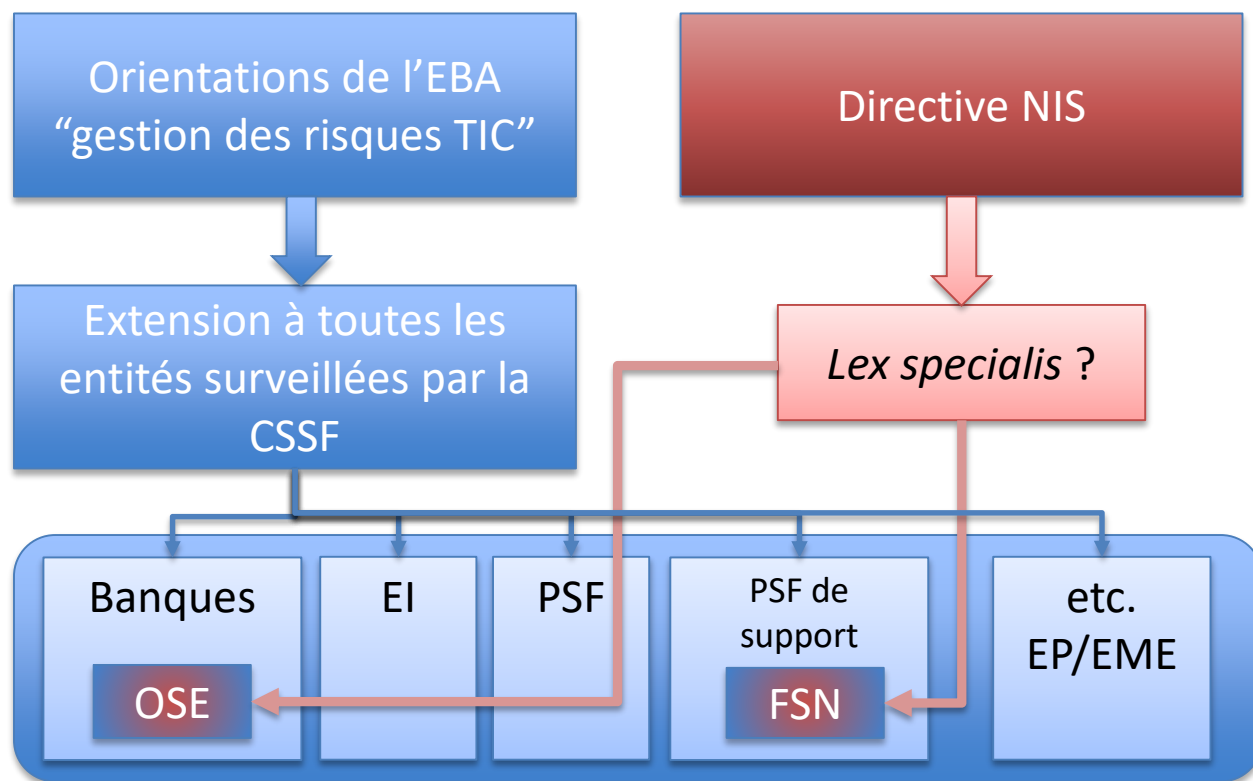 Orientations de l’EBA
“gestion des risques TIC”
Directive NIS
Extension à toutes les
entités surveillées par la
CSSF
Lex specialis ?
Banques
OSE
EI
PSF
PSF de
support
FSN
etc.
EP/EME